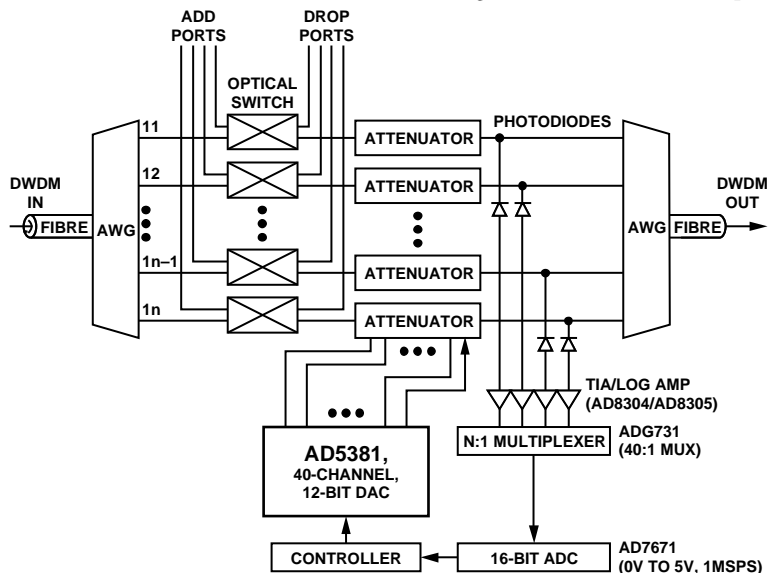 ADD
PORTS
DROP
PORTS
OPTICAL
SWITCH
PHOTODIODES
11
ATTENUATOR
12
ATTENUATOR
DWDM
IN
FIBRE
AWG
AWG
FIBRE
DWDM
OUT
1n–1
ATTENUATOR
1n
ATTENUATOR
TIA/LOG AMP
(AD8304/AD8305)
N:1 MULTIPLEXER
ADG731
(40:1 MUX)
AD5381,
40-CHANNEL,
12-BIT DAC
CONTROLLER
16-BIT ADC
AD7671
(0V TO 5V, 1MSPS)